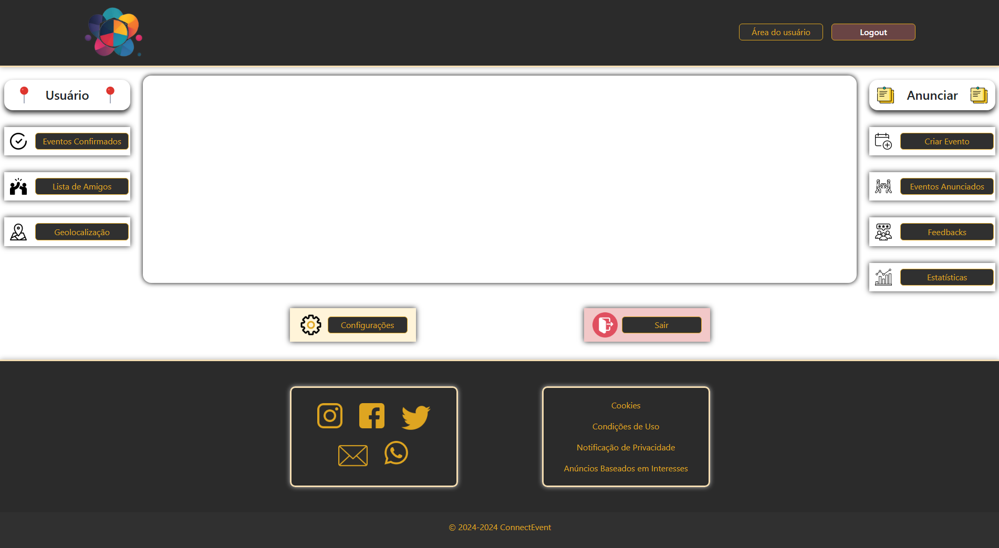 Área do usuário
Logout
Usuário
Eventos Confirmados
Lista de Amigos
Geolocalização
Anunciar
Criar Evento
Eventos Anunciados
Feedbacks
Estatísticas
Configurações
Sair
Cookies
Condições de Uso
Notificação de Privacidade
Anúncios Baseados em Interesses
© 2024-2024 ConnectEvent